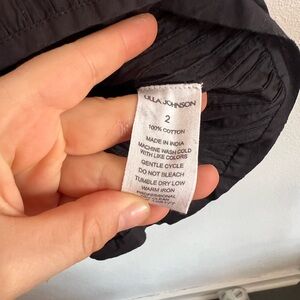 ULLA JOHNSON
2
100% COTTON
MADE IN INDIA
MACHINE WASH COLD
WITH LIKE COLORS
GENTLE CYCLE
DO NOT BLEACH
TUMBLE DRY LOW
WARM IRON
PROFESSIONAL